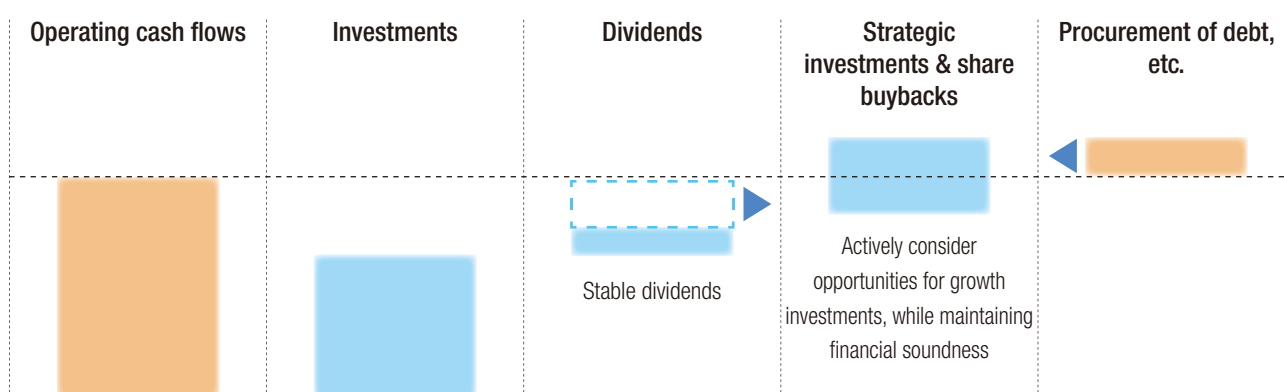 Operating cash flows
Investments
Dividends
Strategic
investments & share
buybacks
Procurement of debt,
etc.
Stable dividends
Actively consider
opportunities for growth
investments, while maintaining
financial soundness